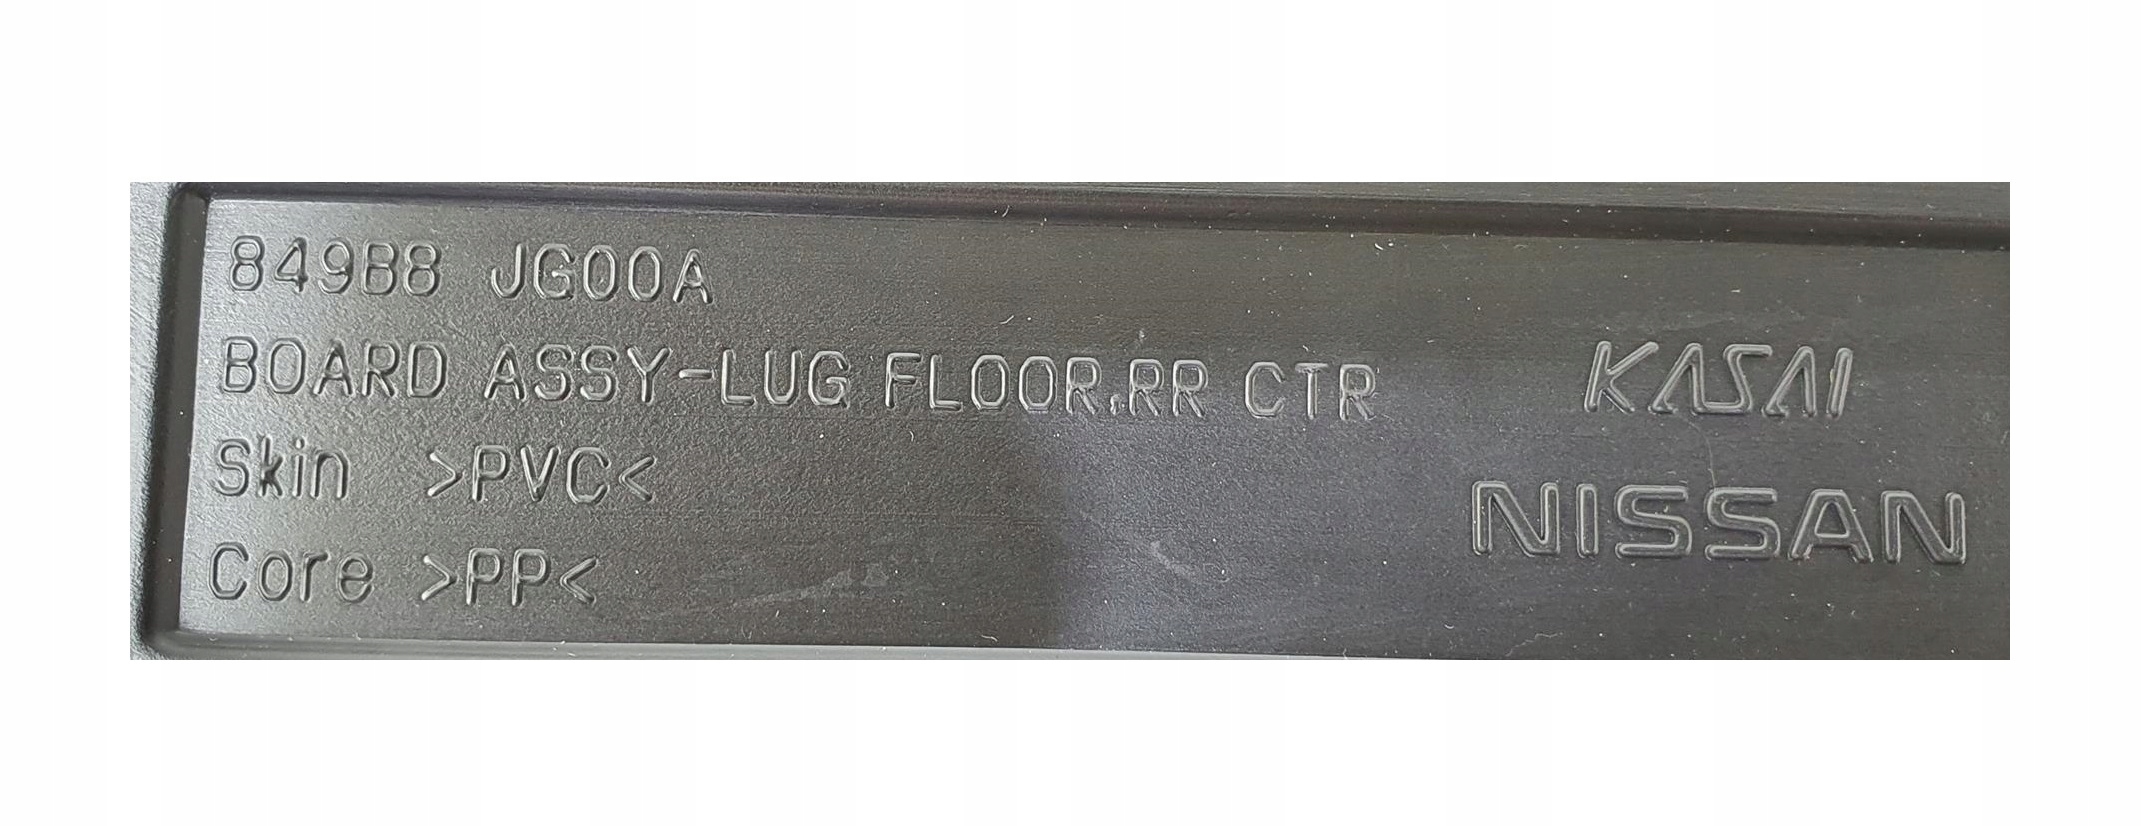 849B8 JG00A
BOARD ASSY-LUG FLOOR,RR CTR
Skin >PVC<
Core >PP<
KASAI
NISSAN